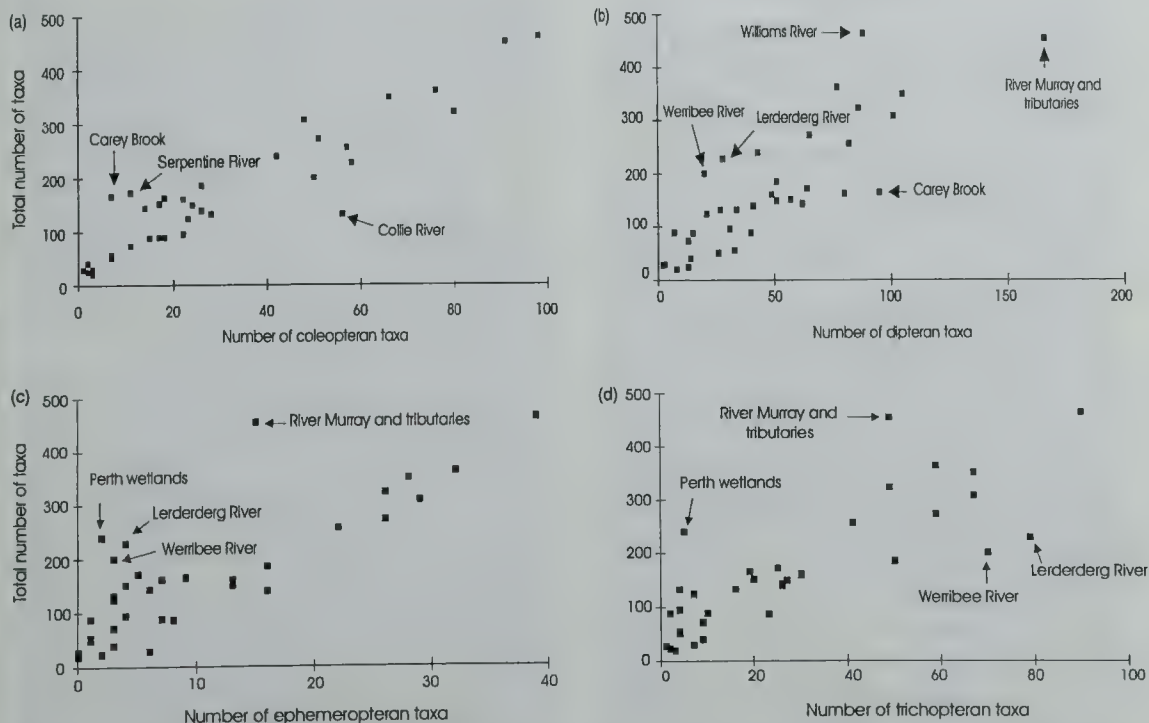 (a)
500
400
300
200
100
0
Total number of taxa
Carey Brook
Serpentine River
Collie River
0 20 40 60 80 100
Number of coleopteran taxa
(b)
500
400
300
200
100
0
Williams River
River Murray and
tributaries
Werribee River
Lerderderg River
Carey Brook
0 50 100 150 200
Number of dipteran taxa
(c)
500
400
300
200
100
0
Total number of taxa
River Murray and tributaries
Perth wetlands
Lerderderg River
Werribee River
0 10 20 30 40
Number of ephemeropteran taxa
(d)
500
400
300
200
100
0
River Murray and
tributaries
Perth wetlands
Lerderderg River
Werribee River
0 20 40 60 80 100
Number of trichopteran taxa